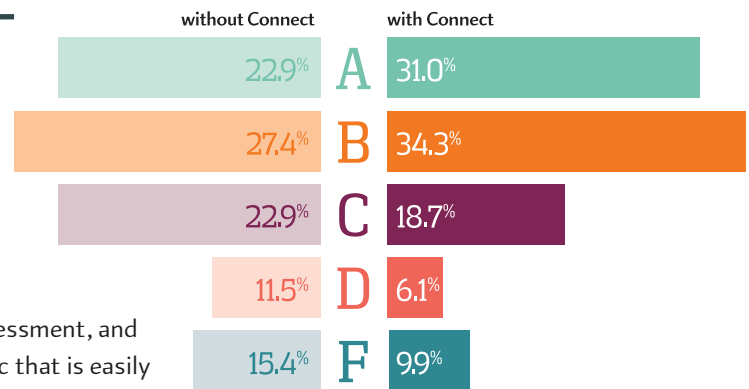 without Connect with Connect
22.9% A 31.0%
27.4% B 34.3%
22.9% C 18.7%
11.5% D 6.1%
essment, and
15.4% F 9.9%
c that is easily